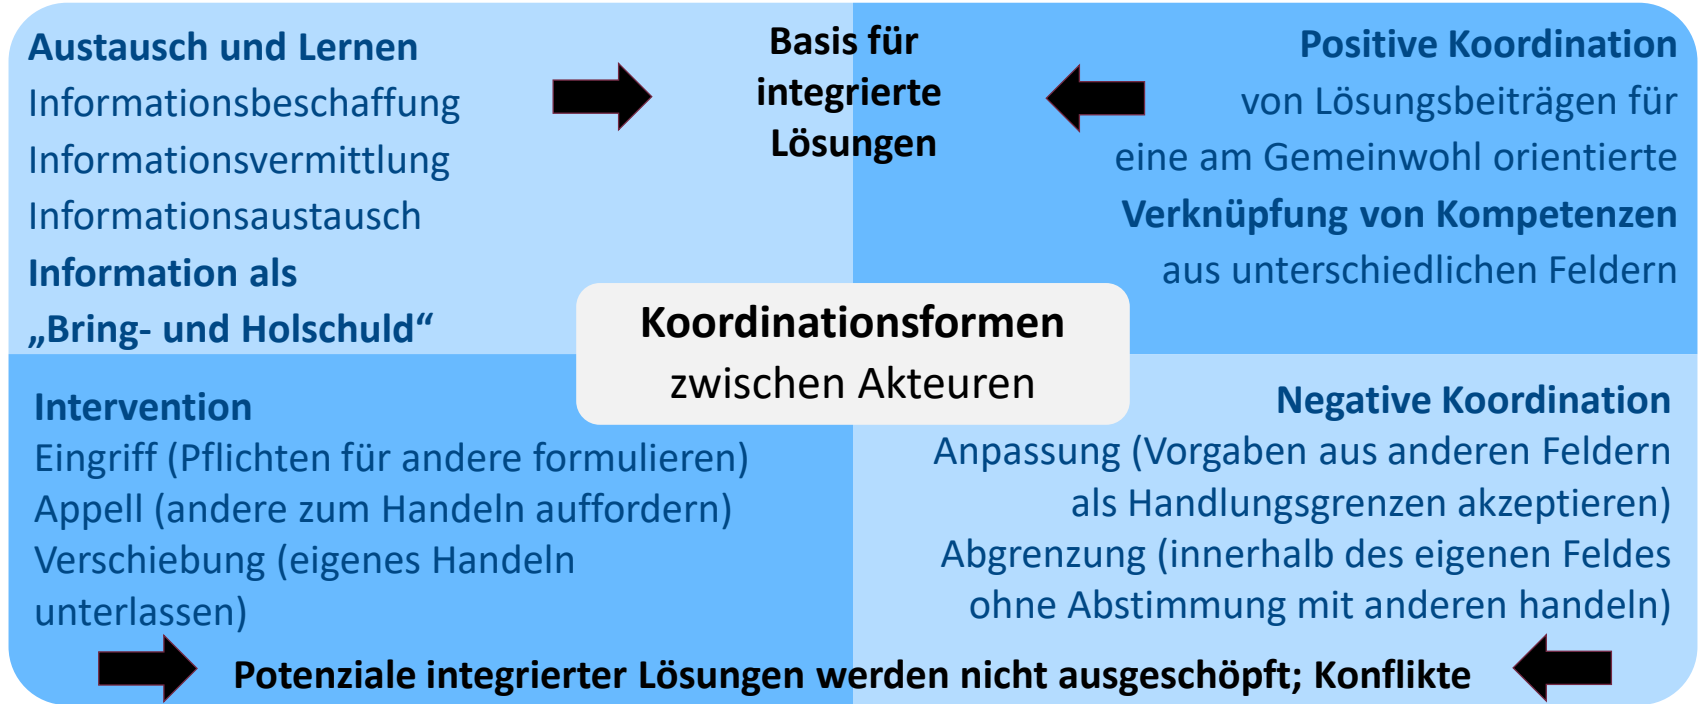 Austausch und Lernen
Informationsbeschaffung
Informationsvermittlung
Informationsaustausch
Information als
„Bring- und Holschuld“
Basis für
integrierte
Lösungen
Positive Koordination
von Lösungsbeiträgen für
eine am Gemeinwohl orientierte
Verknüpfung von Kompetenzen
aus unterschiedlichen Feldern
Koordinationsformen
zwischen Akteuren
Intervention
Eingriff (Pflichten für andere formulieren)
Appell (andere zum Handeln auffordern)
Verschiebung (eigenes Handeln
unterlassen)
Negative Koordination
Anpassung (Vorgaben aus anderen Feldern
als Handlungsgrenzen akzeptieren)
Abgrenzung (innerhalb des eigenen Feldes
ohne Abstimmung mit anderen handeln)
Potenziale integrierter Lösungen werden nicht ausgeschöpft; Konflikte